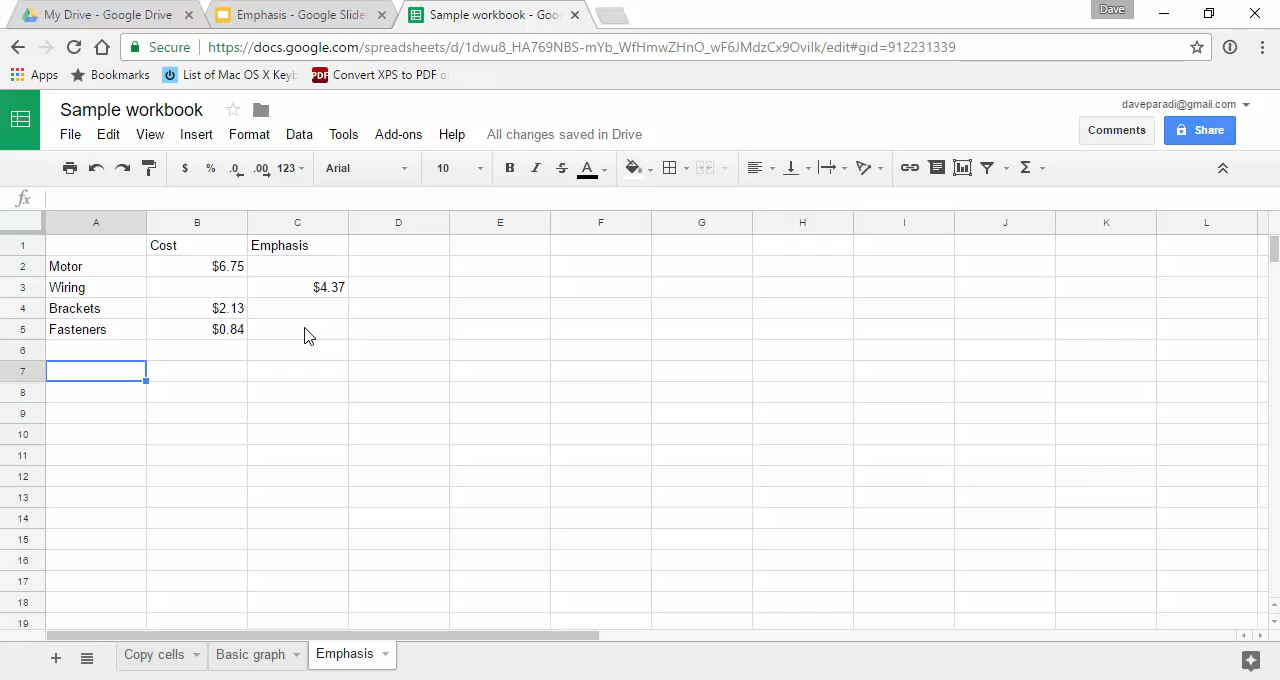 My Drive - Google Drive
Emphasis - Google Slide
Sample workbook - Goo
Dave
Secure
https://docs.google.com/spreadsheets/d/1dvu8_HA769NBS-mYb_WfHmwZHnO_wF6JMdzCx9OviIk/edit#gid=912231339
Apps
Bookmarks
List of Mac OS X Keyb
PDF
Convert XPS to PDF o
Sample workbook
daveparadi@gmail.com
File
Edit
View
Insert
Format
Data
Tools
Add-ons
Help
All changes saved in Drive
Comments
Share
$
%
.0
.00
123
Arial
10
B
I
S
A
Σ
fx
A B C D E F G H I J K L
1 Cost Emphasis
2 Motor $6.75
3 Wiring $4.37
4 Brackets $2.13
5 Fasteners $0.84
6
7
8
9
10
11
12
13
14
15
16
17
18
19
Copy cells
Basic graph
Emphasis